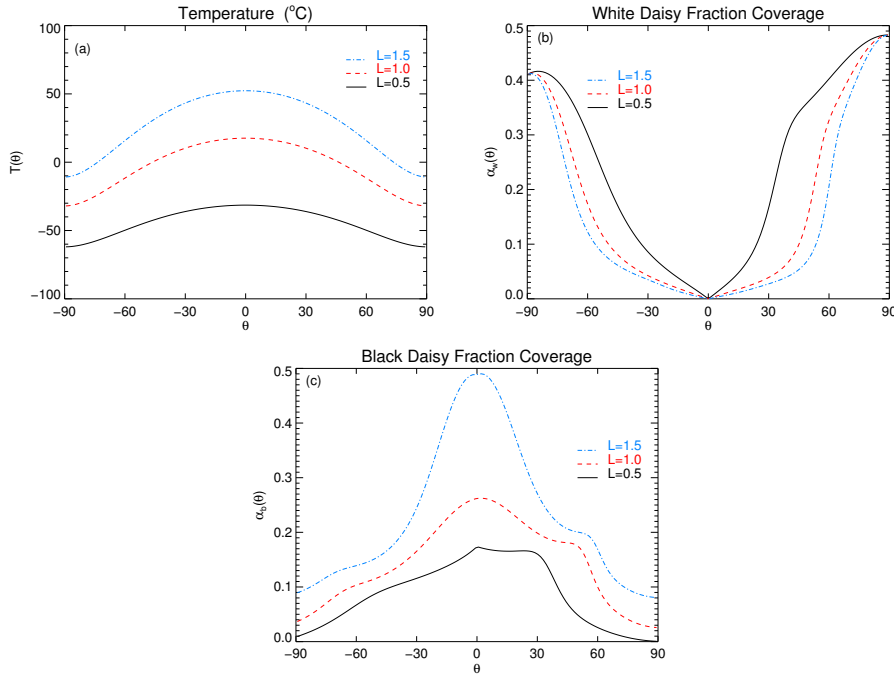 Temperature (°C)
(a)
L=1.5
L=1.0
L=0.5
T(θ)
100
50
0
−50
−100
−90 −60 −30 0 30 60 90
θ
White Daisy Fraction Coverage
(b)
L=1.5
L=1.0
L=0.5
αw(θ)
0.5
0.4
0.3
0.2
0.1
0.0
−90 −60 −30 0 30 60 90
θ
Black Daisy Fraction Coverage
(c)
L=1.5
L=1.0
L=0.5
αb(θ)
0.5
0.4
0.3
0.2
0.1
0.0
−90 −60 −30 0 30 60 90
θ